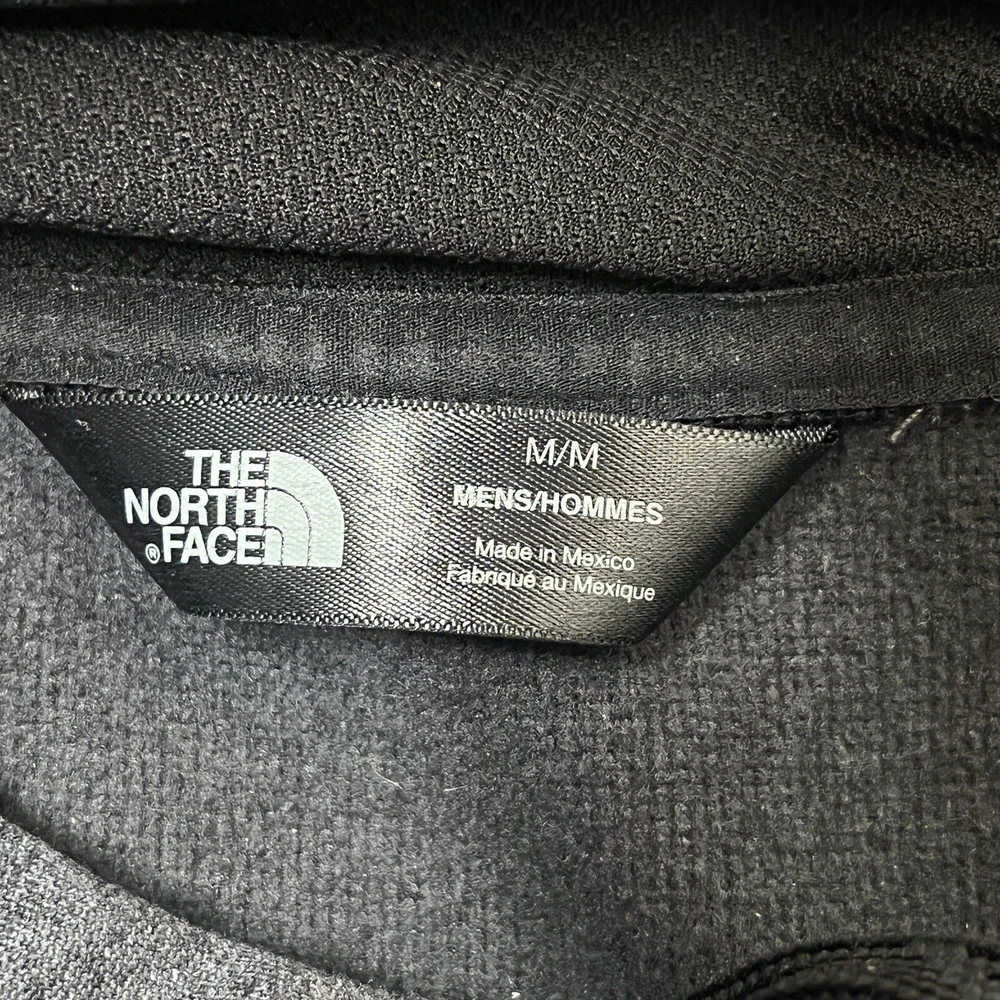 THE
NORTH
® FACE
M/M
MENS/HOMMES
Made in Mexico
Fabriqué au Mexique